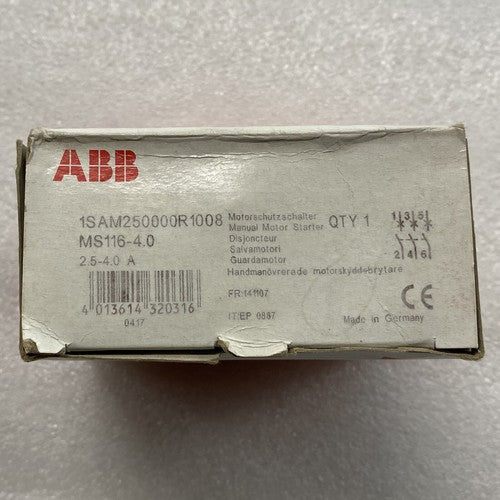 ABB
1SAM250000R1008
MS116-4.0
2.5-4.0 A
4 013614 320316
0417
Motorschutzschalter
Manual Motor Starter
Disjoncteur
Salvamotori
Guardamotor
Handmanövrerade motorskyddsbrytare
QTY 1
1 3 5
2 4 6
FR:141107
IT:EP 0887
CE
Made in Germany